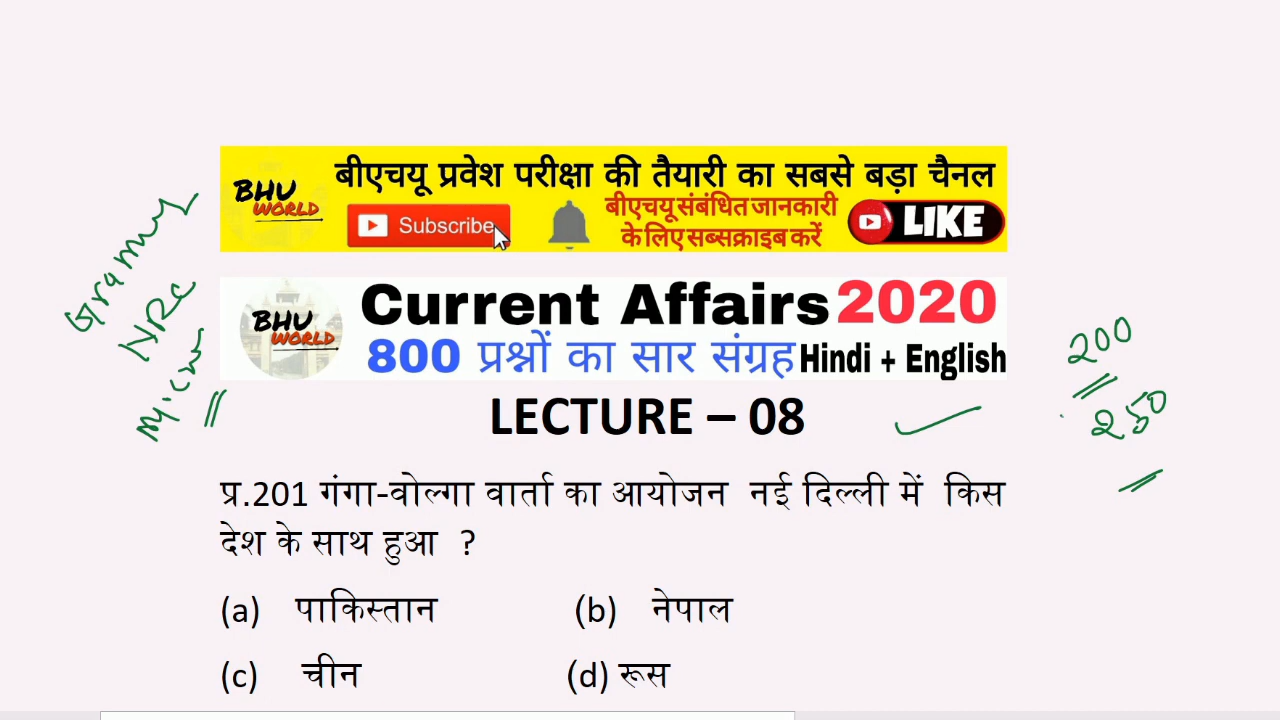 बीएचयू प्रवेश परीक्षा की तैयारी का सबसे बड़ा चैनल
BHU
WORLD
Subscribe
बीएचयू संबंधित जानकारी
के लिए सब्सक्राइब करें
LIKE
BHU
WORLD
Current Affairs 2020
800 प्रश्नों का सार संग्रह Hindi + English
LECTURE – 08
NRC
200
250
प्र.201 गंगा-वोल्गा वार्ता का आयोजन नई दिल्ली में किस
देश के साथ हुआ ?
(a) पाकिस्तान (b) नेपाल
(c) चीन (d) रूस